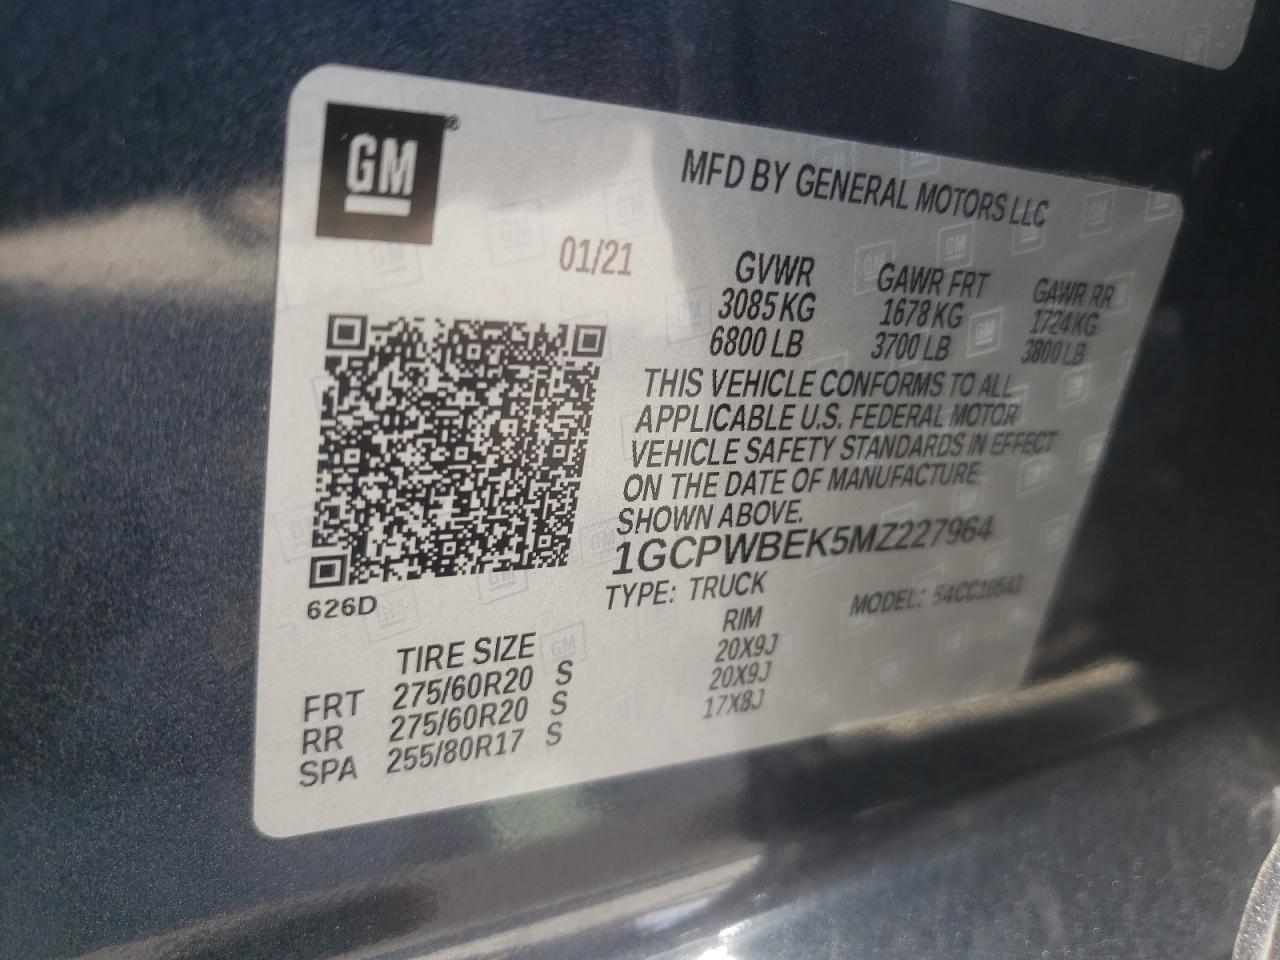 GM
MFD BY GENERAL MOTORS LLC
01/21
GVWR GAWR FRT GAWR RR
3085 KG 1678 KG 1724 KG
6800 LB 3700 LB 3800 LB
THIS VEHICLE CONFORMS TO ALL
APPLICABLE U.S. FEDERAL MOTOR
VEHICLE SAFETY STANDARDS IN EFFECT
ON THE DATE OF MANUFACTURE
SHOWN ABOVE.
1GCPWBEK5MZ227964
TYPE: TRUCK MODEL:
626D
TIRE SIZE RIM
FRT 275/60R20 S 20X9J
RR 275/60R20 S 20X9J
SPA 255/80R17 S 17X8J